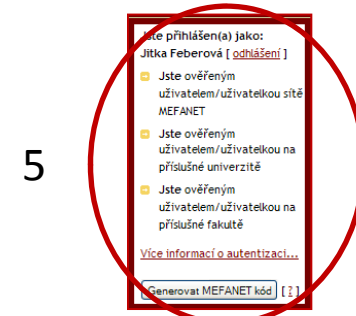 Jste přihlášen(a) jako:
Jitka Feberová [ odhlášení ]
Jste ověřeným
uživatelem/uživatelkou sítě
MEFANET
Jste ověřeným
uživatelem/uživatelkou na
příslušné univerzitě
Jste ověřeným
uživatelem/uživatelkou na
příslušné fakultě
Více informací o autentizaci...
Generovat MEFANET kód [ ? ]
5